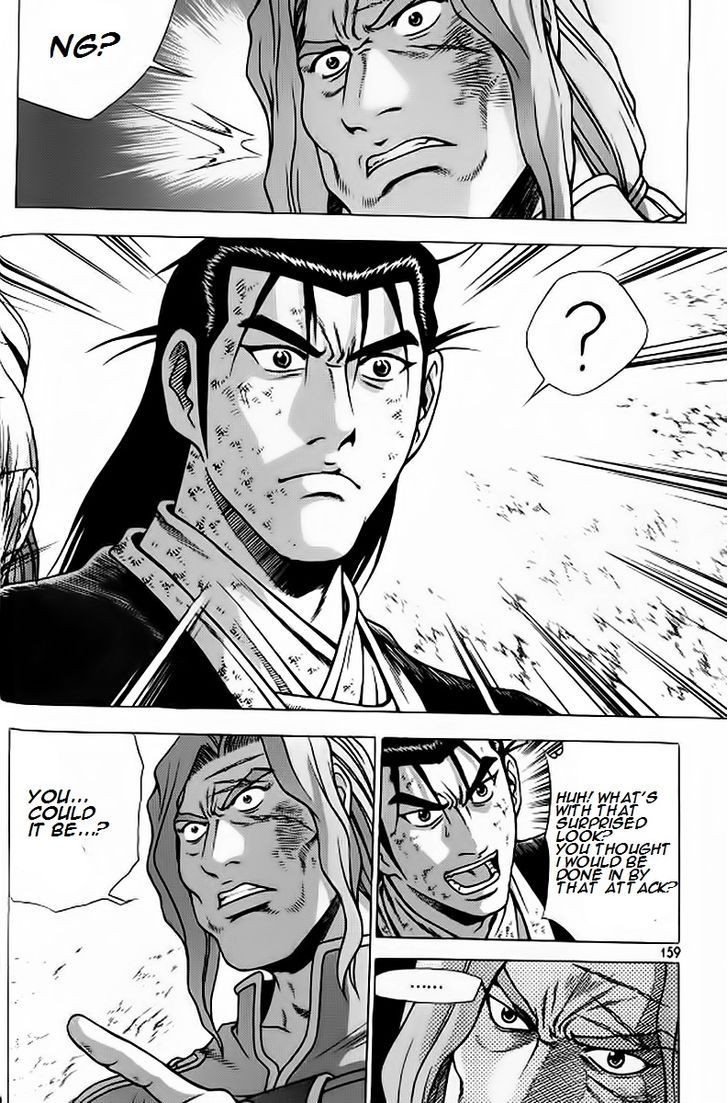 NG?
?
HUH! WHAT'S
WITH THAT
SURPRISED
LOOK?
YOU THOUGHT
I WOULD BE
DONE IN BY
THAT ATTACK?
159
......
YOU...
COULD
IT BE...?